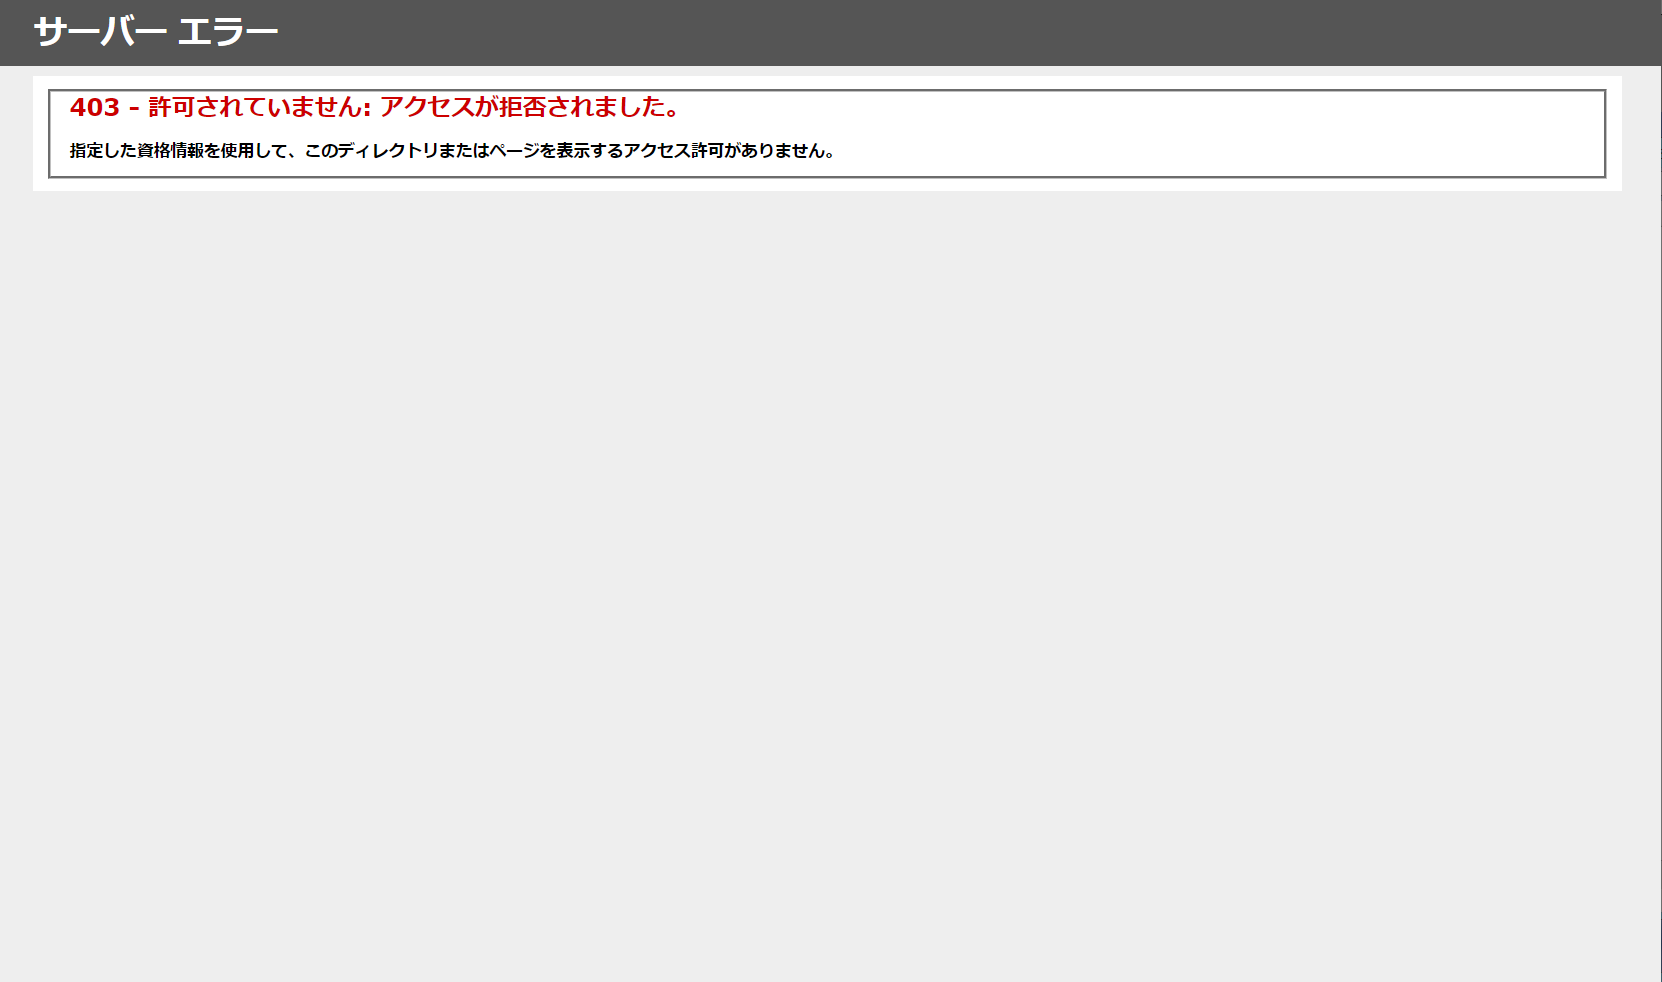 サーバー エラー
403 - 許可されていません: アクセスが拒否されました。
指定した資格情報を使用して、このディレクトリまたはページを表示するアクセス許可がありません。